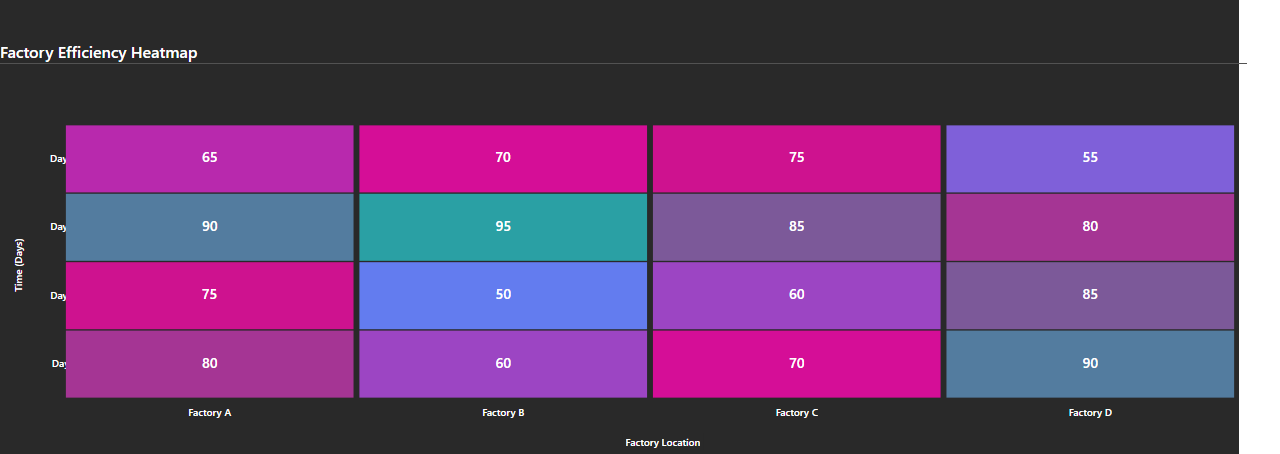 Factory Efficiency Heatmap
Day 65 70 75 55
Day 90 95 85 80
Time (Days)
Day 75 50 60 85
Day 80 60 70 90
Factory A Factory B Factory C Factory D
Factory Location